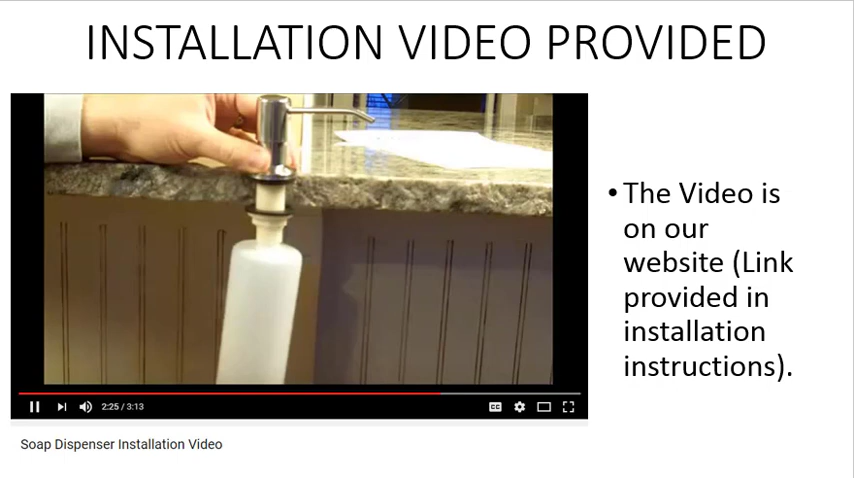 INSTALLATION VIDEO PROVIDED
• The Video is
on our
website (Link
provided in
installation
instructions).
2:25 / 3:13
CC
Soap Dispenser Installation Video